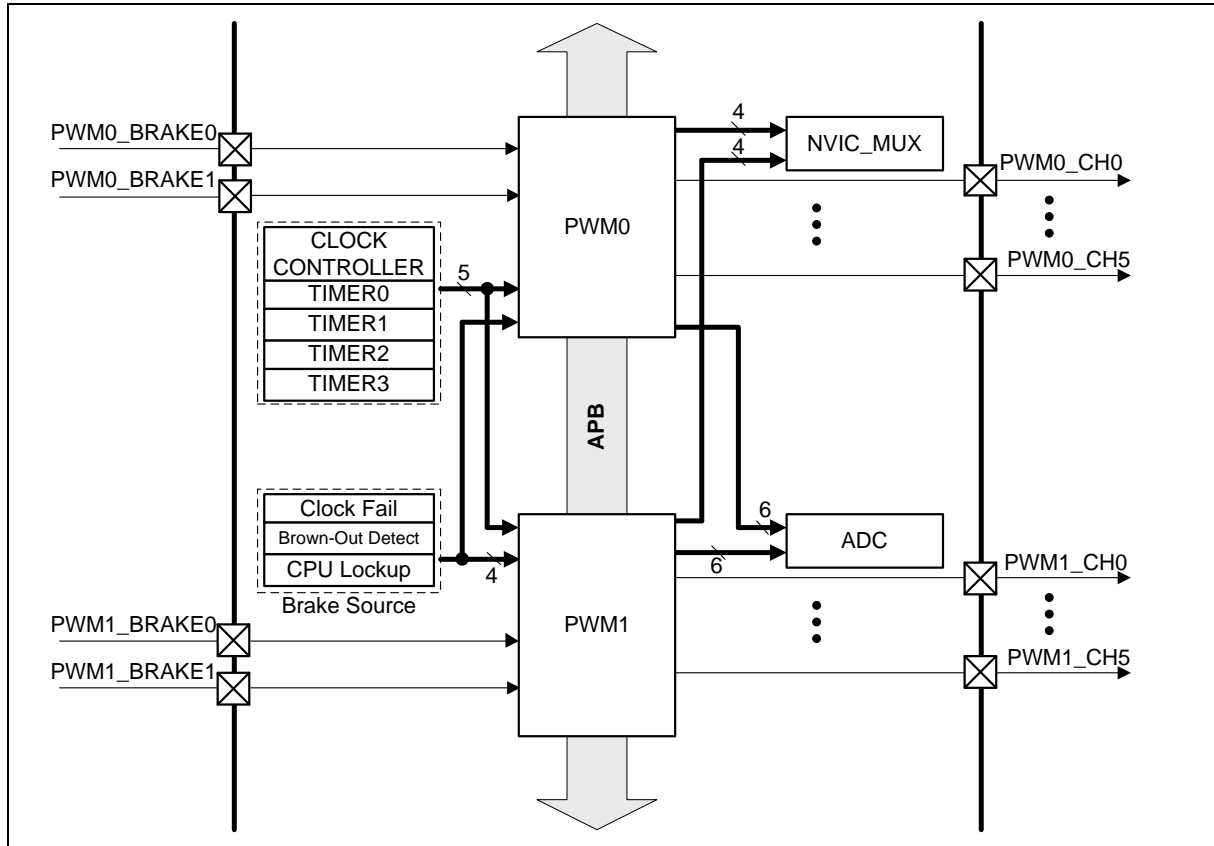 PWM0_BRAKE0
PWM0_BRAKE1
CLOCK
CONTROLLER
TIMER0
TIMER1
TIMER2
TIMER3
5
Clock Fail
Brown-Out Detect
CPU Lockup
Brake Source
4
PWM1_BRAKE0
PWM1_BRAKE1
PWM0
APB
PWM1
4
4
NVIC_MUX
PWM0_CH0
PWM0_CH5
6
6
ADC
PWM1_CH0
PWM1_CH5